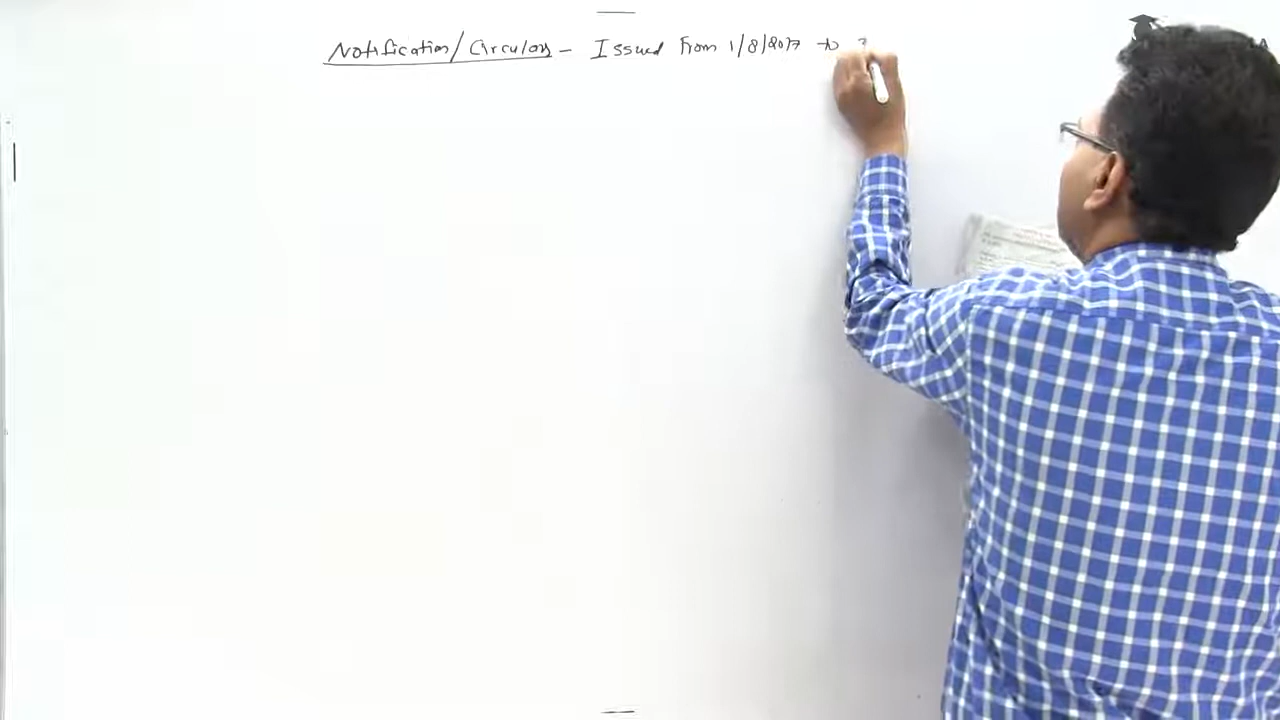 Notification/Circulars - Issued from 1/8/2017 to